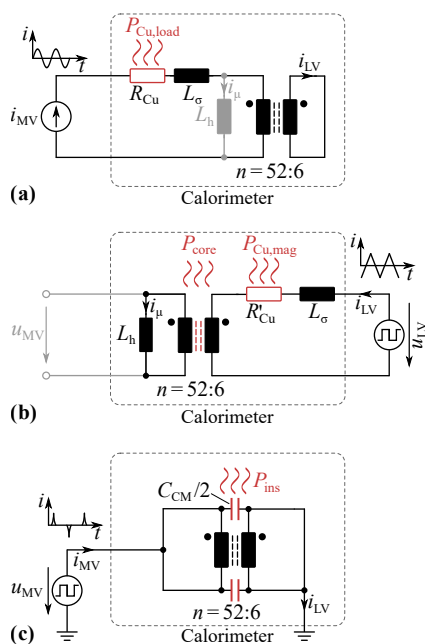 i
t
P_Cu,load
i_MV
R_Cu
L_σ
i_μ
L_h
i_LV
n = 52:6
(a)
Calorimeter
P_core
P_Cu,mag
i
t
u_MV
i_μ
L_h
R'_Cu
L_σ
i_LV
u_LV
n = 52:6
(b)
Calorimeter
i
t
C_CM/2
P_ins
i_MV
u_MV
i_LV
n = 52:6
(c)
Calorimeter